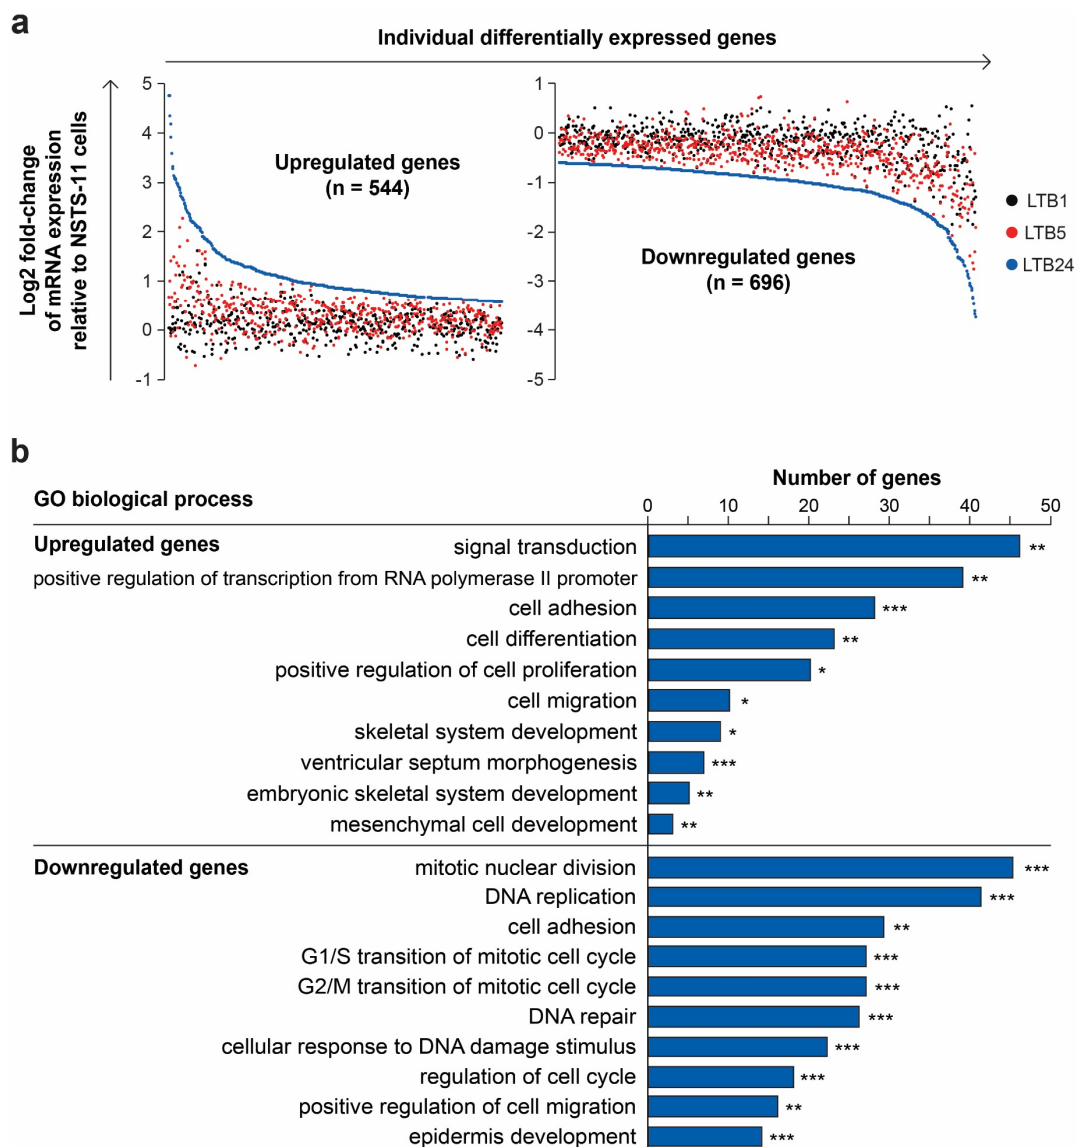 a
Individual differentially expressed genes
Log2 fold-change
of mRNA expression
relative to NSTS-11 cells
5
4
3
2
1
0
-1
Upregulated genes
(n = 544)
1
0
-1
-2
-3
-4
-5
Downregulated genes
(n = 696)
LTB1
LTB5
LTB24
b
Number of genes
GO biological process
0 10 20 30 40 50
Upregulated genes
signal transduction **
positive regulation of transcription from RNA polymerase II promoter **
cell adhesion ***
cell differentiation **
positive regulation of cell proliferation *
cell migration *
skeletal system development *
ventricular septum morphogenesis ***
embryonic skeletal system development **
mesenchymal cell development **
Downregulated genes
mitotic nuclear division ***
DNA replication ***
cell adhesion **
G1/S transition of mitotic cell cycle ***
G2/M transition of mitotic cell cycle ***
DNA repair ***
cellular response to DNA damage stimulus ***
regulation of cell cycle ***
positive regulation of cell migration **
epidermis development ***